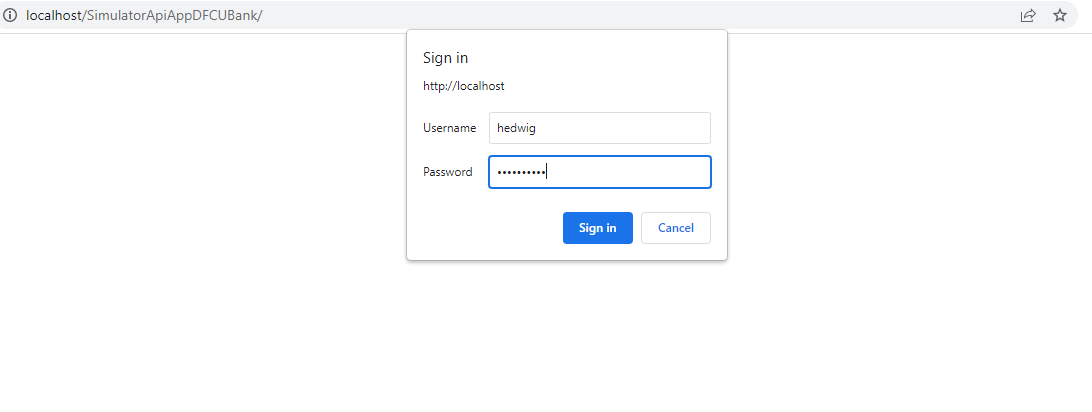 localhost/SimulatorApiAppDFCUBank/
Sign in
http://localhost
Username hedwig
Password ••••••••••
Sign in Cancel